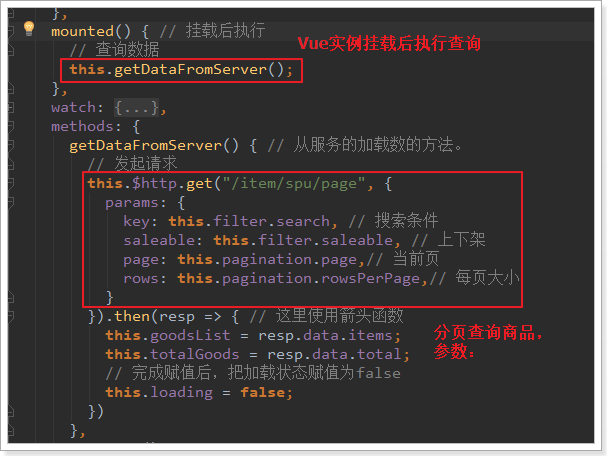 },
mounted() { // 挂载后执行
// 查询数据
Vue实例挂载后执行查询
this.getDataFromServer();
},
watch: {...},
methods: {
getDataFromServer() { // 从服务的加载数的方法。
// 发起请求
this.$http.get("/item/spu/page", {
params: {
key: this.filter.search, // 搜索条件
saleable: this.filter.saleable, // 上下架
page: this.pagination.page,// 当前页
rows: this.pagination.rowsPerPage,// 每页大小
}
}).then(resp => { // 这里使用箭头函数
this.goodsList = resp.data.items;
分页查询商品，
this.totalGoods = resp.data.total;
参数：
// 完成赋值后，把加载状态赋值为false
this.loading = false;
})
},